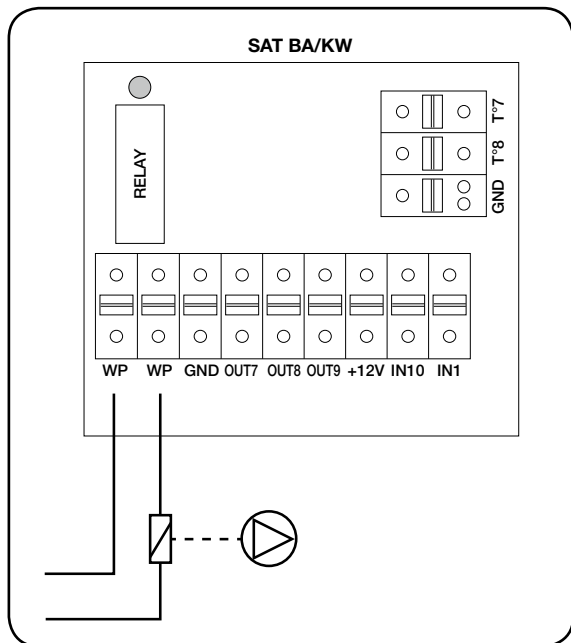 SAT BA/KW
RELAY
T°7
T°8
GND
WP WP GND OUT7 OUT8 OUT9 +12V IN10 IN1